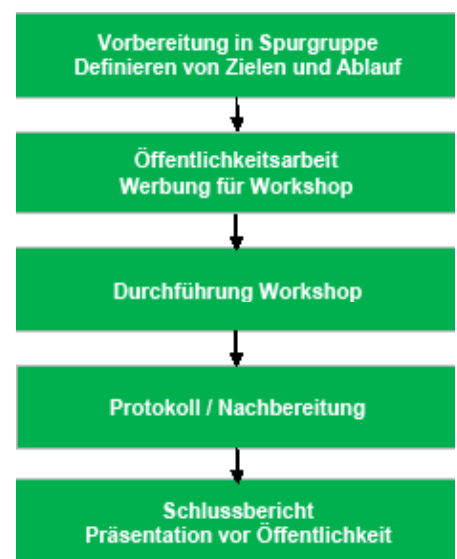 Vorbereitung in Spurgruppe
Definieren von Zielen und Ablauf
Öffentlichkeitsarbeit
Werbung für Workshop
Durchführung Workshop
Protokoll / Nachbereitung
Schlussbericht
Präsentation vor Öffentlichkeit